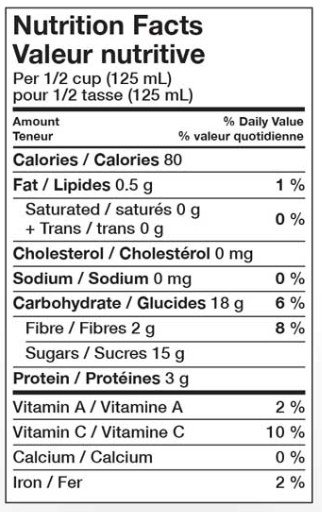 Nutrition Facts
Valeur nutritive
Per 1/2 cup (125 mL)
pour 1/2 tasse (125 mL)
Amount % Daily Value
Teneur % valeur quotidienne
Calories / Calories 80
Fat / Lipides 0.5 g 1 %
Saturated / saturés 0 g
+ Trans / trans 0 g 0 %
Cholesterol / Cholestérol 0 mg
Sodium / Sodium 0 mg 0 %
Carbohydrate / Glucides 18 g 6 %
Fibre / Fibres 2 g 8 %
Sugars / Sucres 15 g
Protein / Protéines 3 g
Vitamin A / Vitamine A 2 %
Vitamin C / Vitamine C 10 %
Calcium / Calcium 0 %
Iron / Fer 2 %